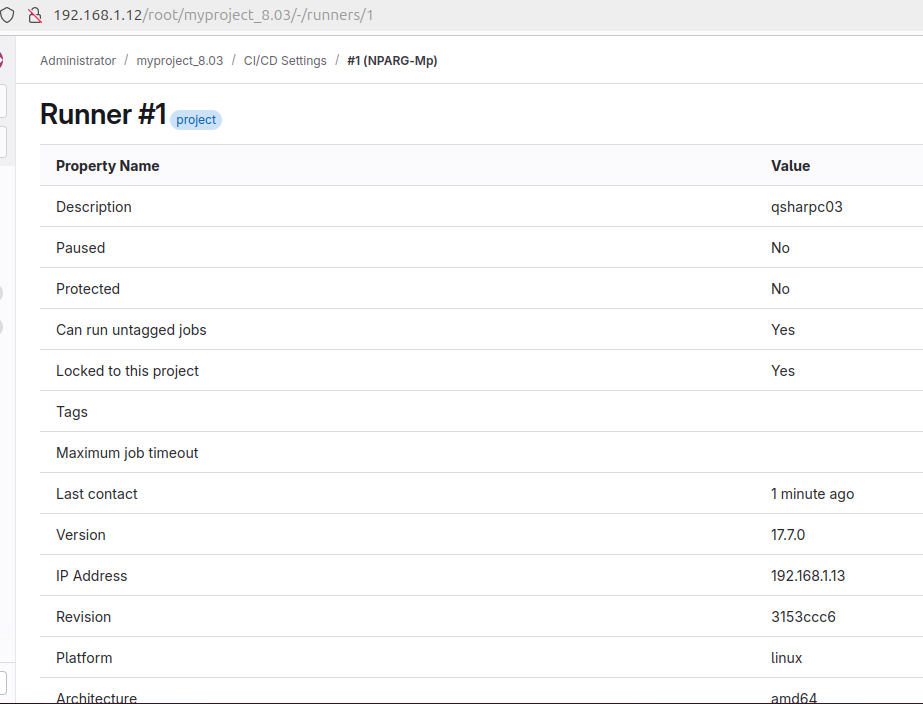 192.168.1.12/root/myproject_8.03/-/runners/1
Administrator / myproject_8.03 / CI/CD Settings / #1 (NPARG-Mp)
Runner #1 project
Property Name Value
Description qsharpc03
Paused No
Protected No
Can run untagged jobs Yes
Locked to this project Yes
Tags
Maximum job timeout
Last contact 1 minute ago
Version 17.7.0
IP Address 192.168.1.13
Revision 3153ccc6
Platform linux
Architecture amd64